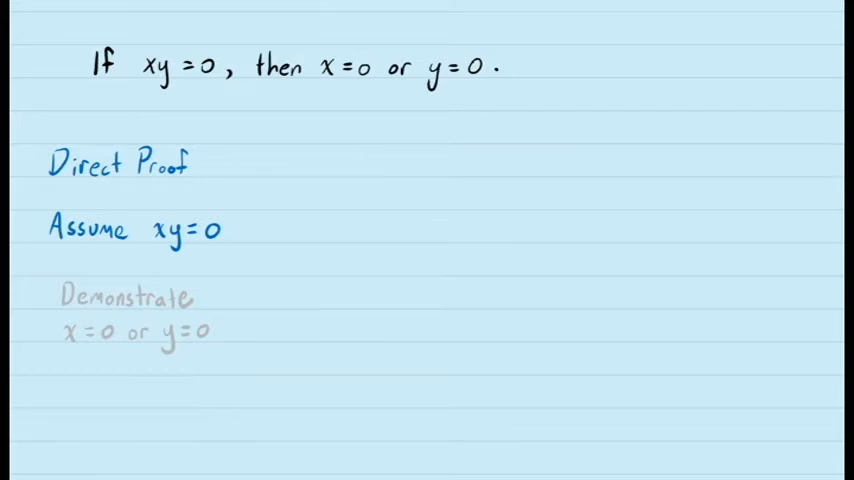 If xy = 0, then x = 0 or y = 0.
Direct Proof
Assume xy = 0
Demonstrate
x = 0 or y = 0